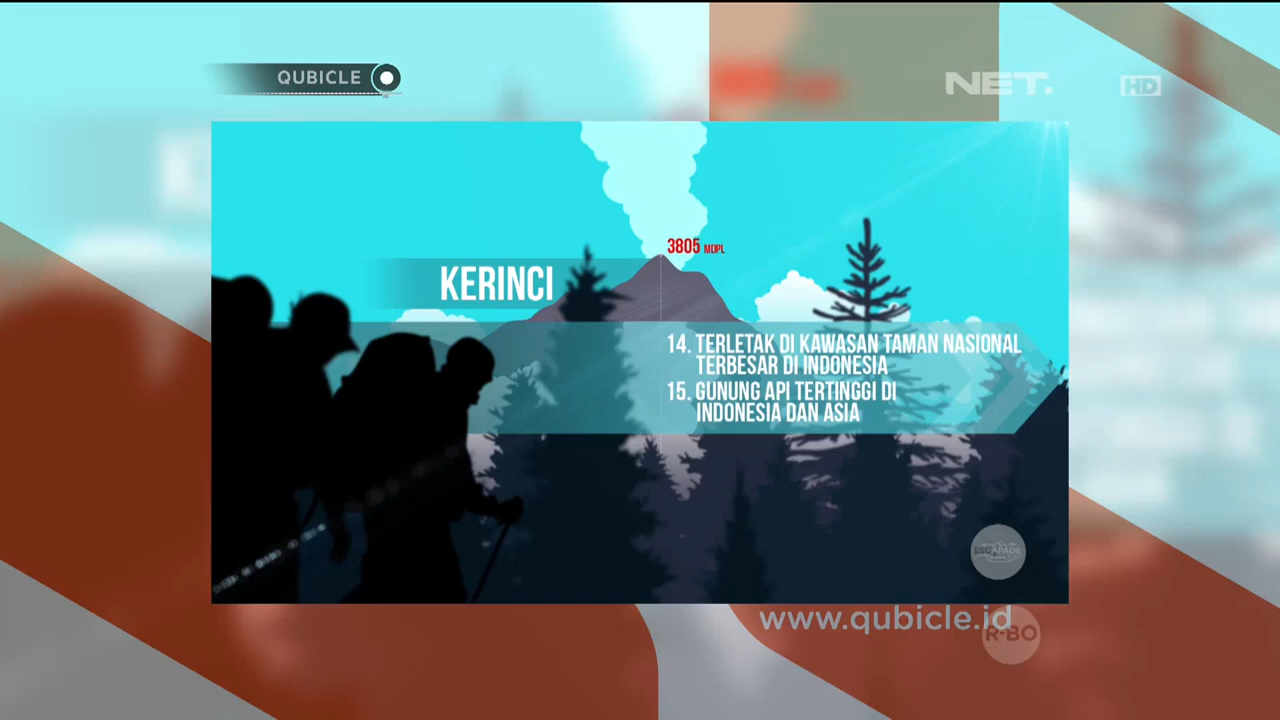 QUBICLE
NET.
HD
3805 MDPL
KERINCI
14. TERLETAK DI KAWASAN TAMAN NASIONAL
TERBESAR DI INDONESIA
15. GUNUNG API TERTINGGI DI
INDONESIA DAN ASIA
ESCAPADE
www.qubicle.id
R-BO